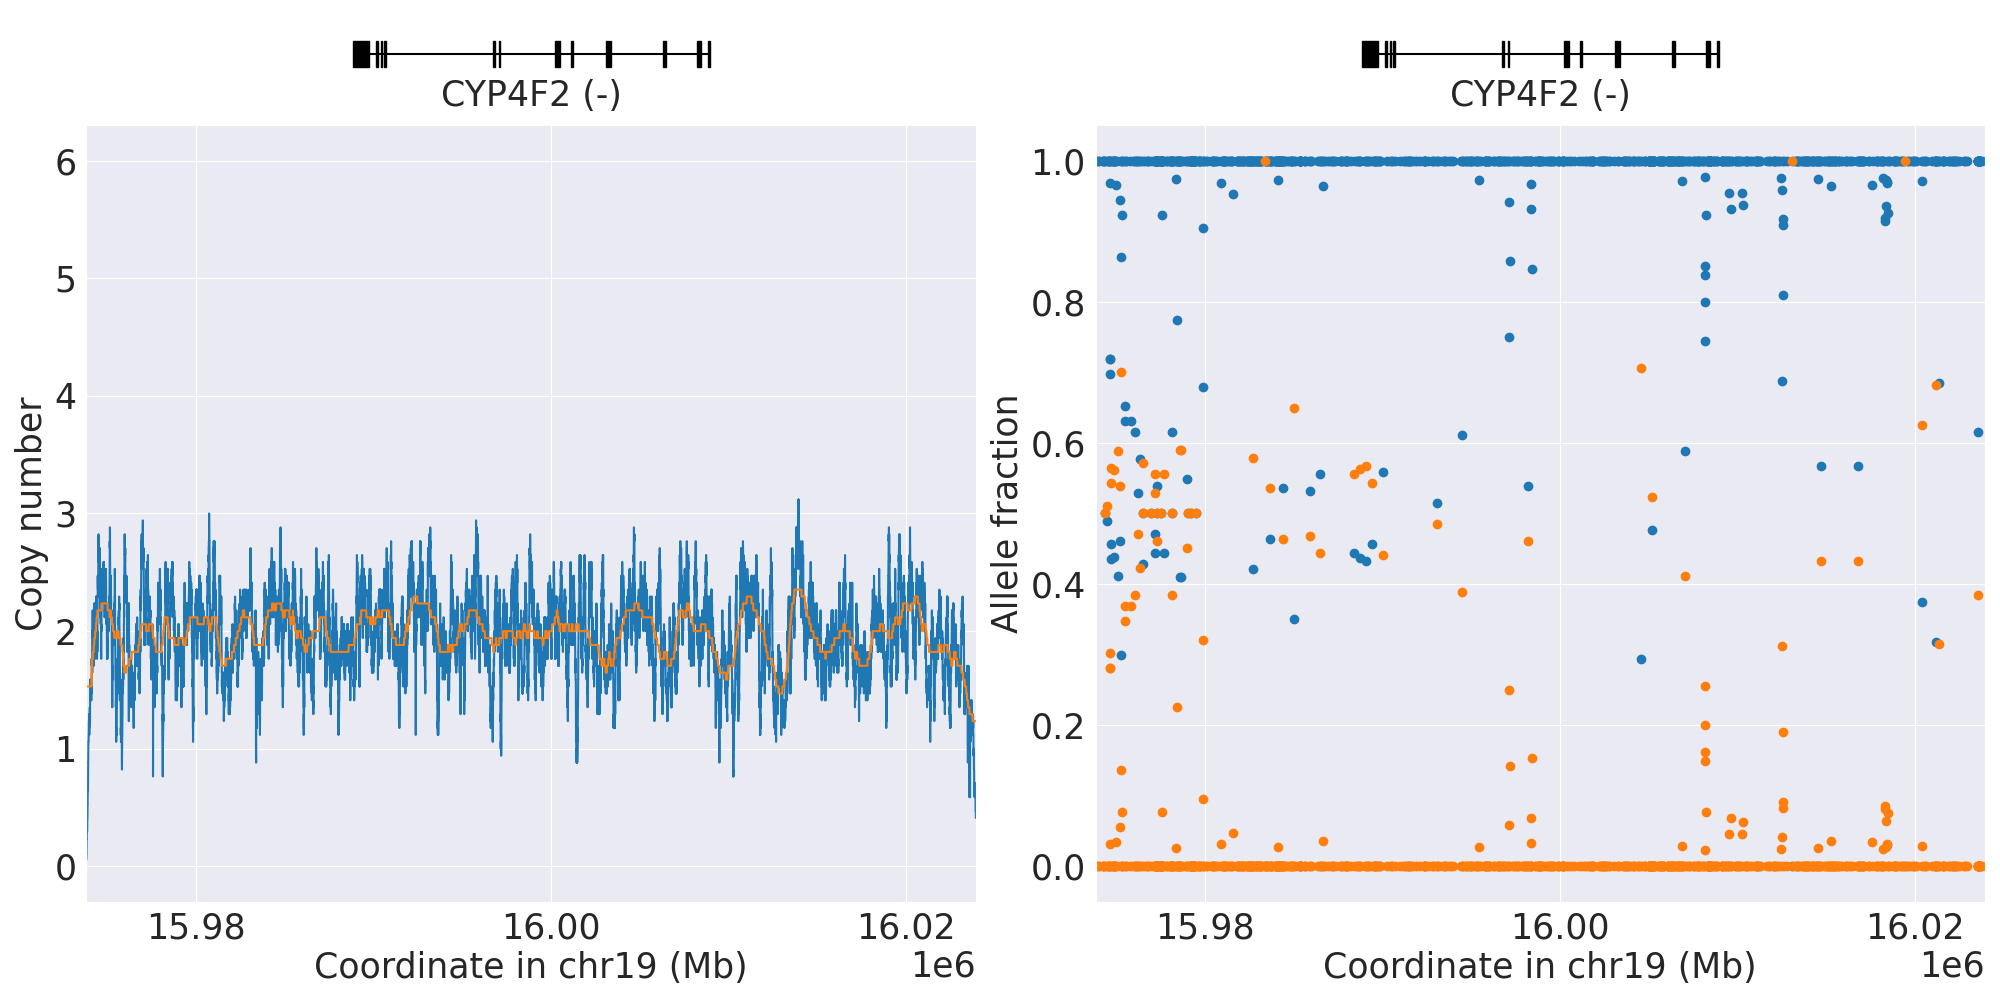 CYP4F2 (-)
6
5
4
3
2
1
0
Copy number
15.98
16.00
16.02
Coordinate in chr19 (Mb)
1e6
CYP4F2 (-)
1.0
0.8
0.6
0.4
0.2
0.0
Allele fraction
15.98
16.00
16.02
Coordinate in chr19 (Mb)
1e6